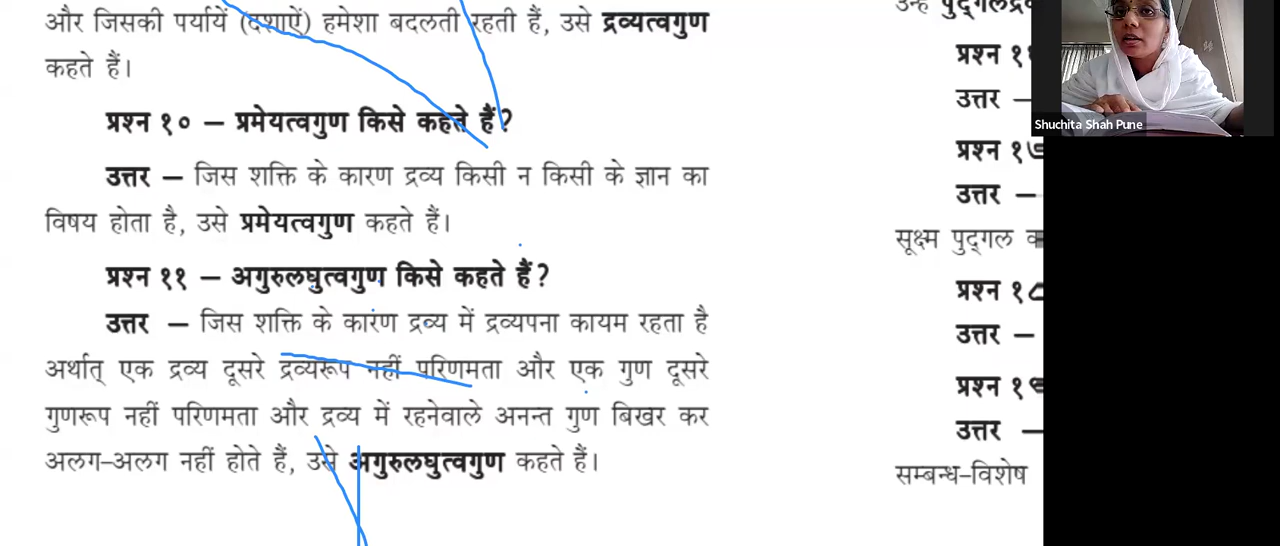 और जिसकी पर्यायें (दशाऐं) हमेशा बदलती रहती हैं, उसे द्रव्यत्वगुण
कहते हैं।
प्रश्न १० – प्रमेयत्वगुण किसे कहते हैं?
उत्तर – जिस शक्ति के कारण द्रव्य किसी न किसी के ज्ञान का
विषय होता है, उसे प्रमेयत्वगुण कहते हैं।
प्रश्न ११ – अगुरुलघुत्वगुण किसे कहते हैं?
उत्तर – जिस शक्ति के कारण द्रव्य में द्रव्यपना कायम रहता है
अर्थात् एक द्रव्य दूसरे द्रव्यरूप नहीं परिणमता और एक गुण दूसरे
गुणरूप नहीं परिणमता और द्रव्य में रहनेवाले अनन्त गुण बिखर कर
अलग-अलग नहीं होते हैं, उसे अगुरुलघुत्वगुण कहते हैं।
प्रश्न
उत्तर –
प्रश्न १७
उत्तर –
सूक्ष्म पुद्गल
प्रश्न १८
उत्तर –
प्रश्न १९
उत्तर –
सम्बन्ध-विशेष
Shuchita Shah Pune